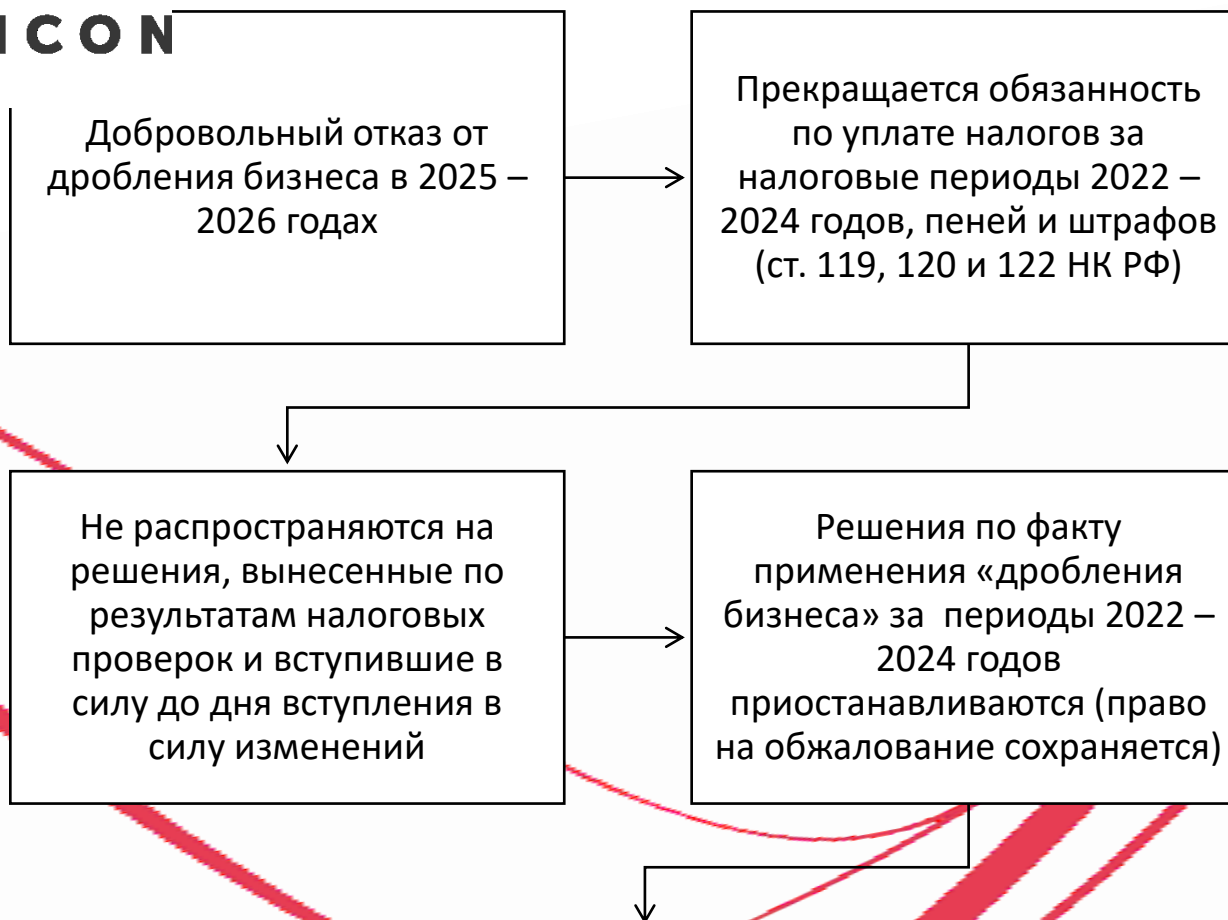 ICON
Добровольный отказ от
дробления бизнеса в 2025 –
2026 годах
Прекращается обязанность
по уплате налогов за
налоговые периоды 2022 –
2024 годов, пеней и штрафов
(ст. 119, 120 и 122 НК РФ)
Не распространяются на
решения, вынесенные по
результатам налоговых
проверок и вступившие в
силу до дня вступления в
силу изменений
Решения по факту
применения «дробления
бизнеса» за периоды 2022 –
2024 годов
приостанавливаются (право
на обжалование сохраняется)